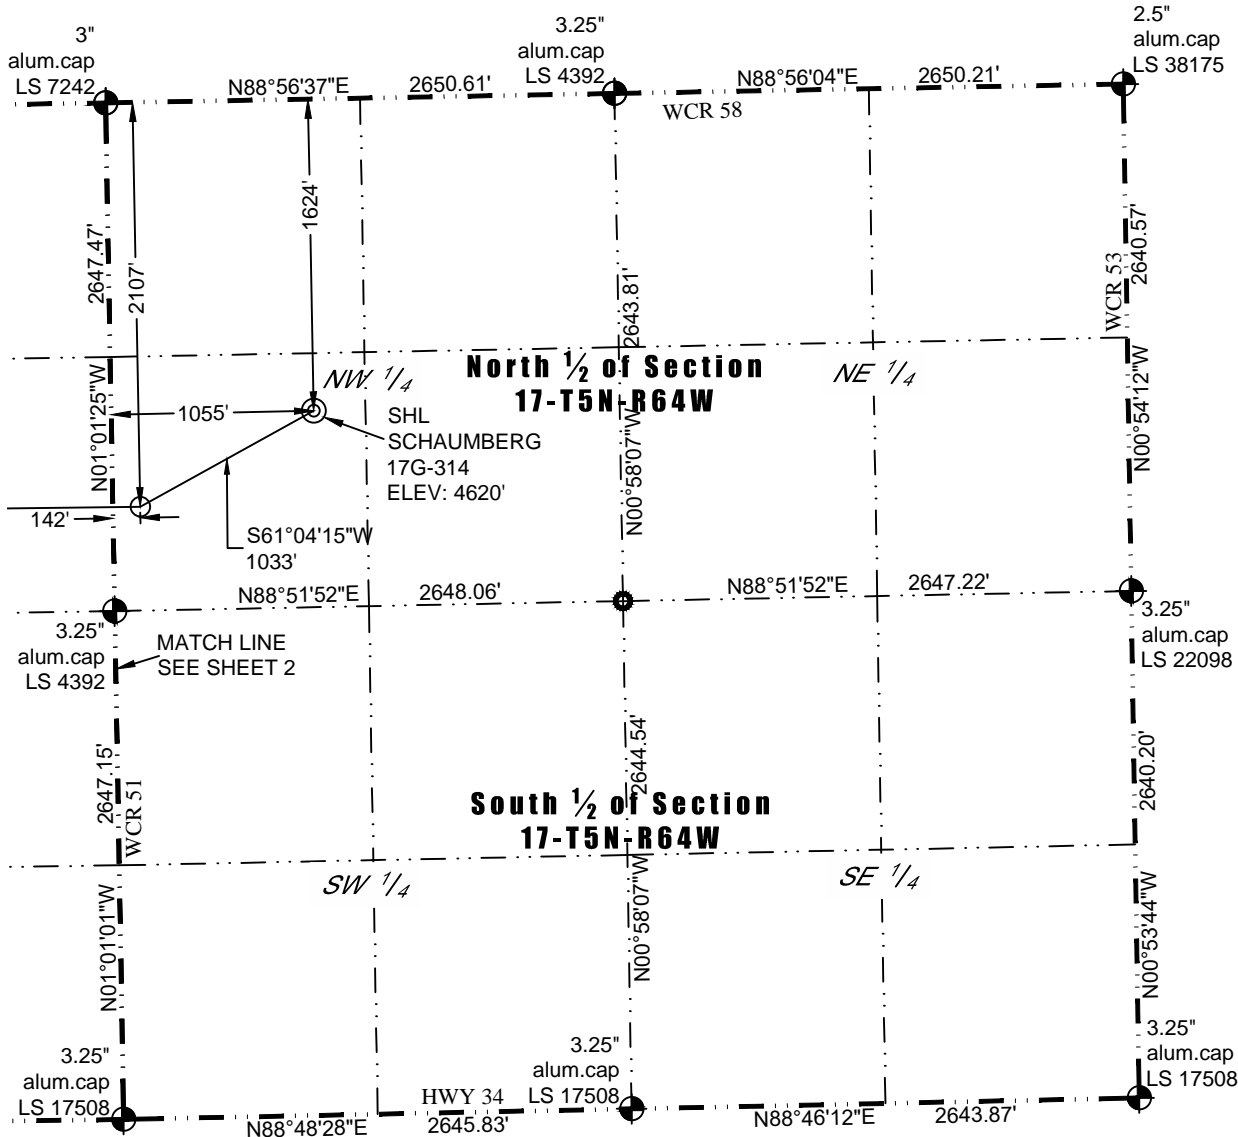 3"
alum.cap
LS 7242
3.25"
alum.cap
LS 4392
2.5"
alum.cap
LS 38175
N88°56'37"E
2650.61'
N88°56'04"E
2650.21'
WCR 58
2647.47'
2107'
1624'
2643.81'
WCR 53
2640.57'
North ½ of Section
17-T5N-R64W
NW 1/4
NE 1/4
N01°01'25"W
1055'
SHL
SCHAUMBERG
17G-314
ELEV: 4620'
N00°58'07"W
N00°54'12"W
142'
S61°04'15"W
1033'
N88°51'52"E
2648.06'
N88°51'52"E
2647.22'
3.25"
alum.cap
LS 4392
MATCH LINE
SEE SHEET 2
3.25"
alum.cap
LS 22098
2647.15'
WCR 51
2644.54'
2640.20'
South ½ of Section
17-T5N-R64W
SW 1/4
SE 1/4
N01°01'01"W
N00°58'07"W
N00°53'44"W
3.25"
alum.cap
LS 17508
3.25"
alum.cap
LS 17508
3.25"
alum.cap
LS 17508
HWY 34
N88°48'28"E
2645.83'
N88°46'12"E
2643.87'